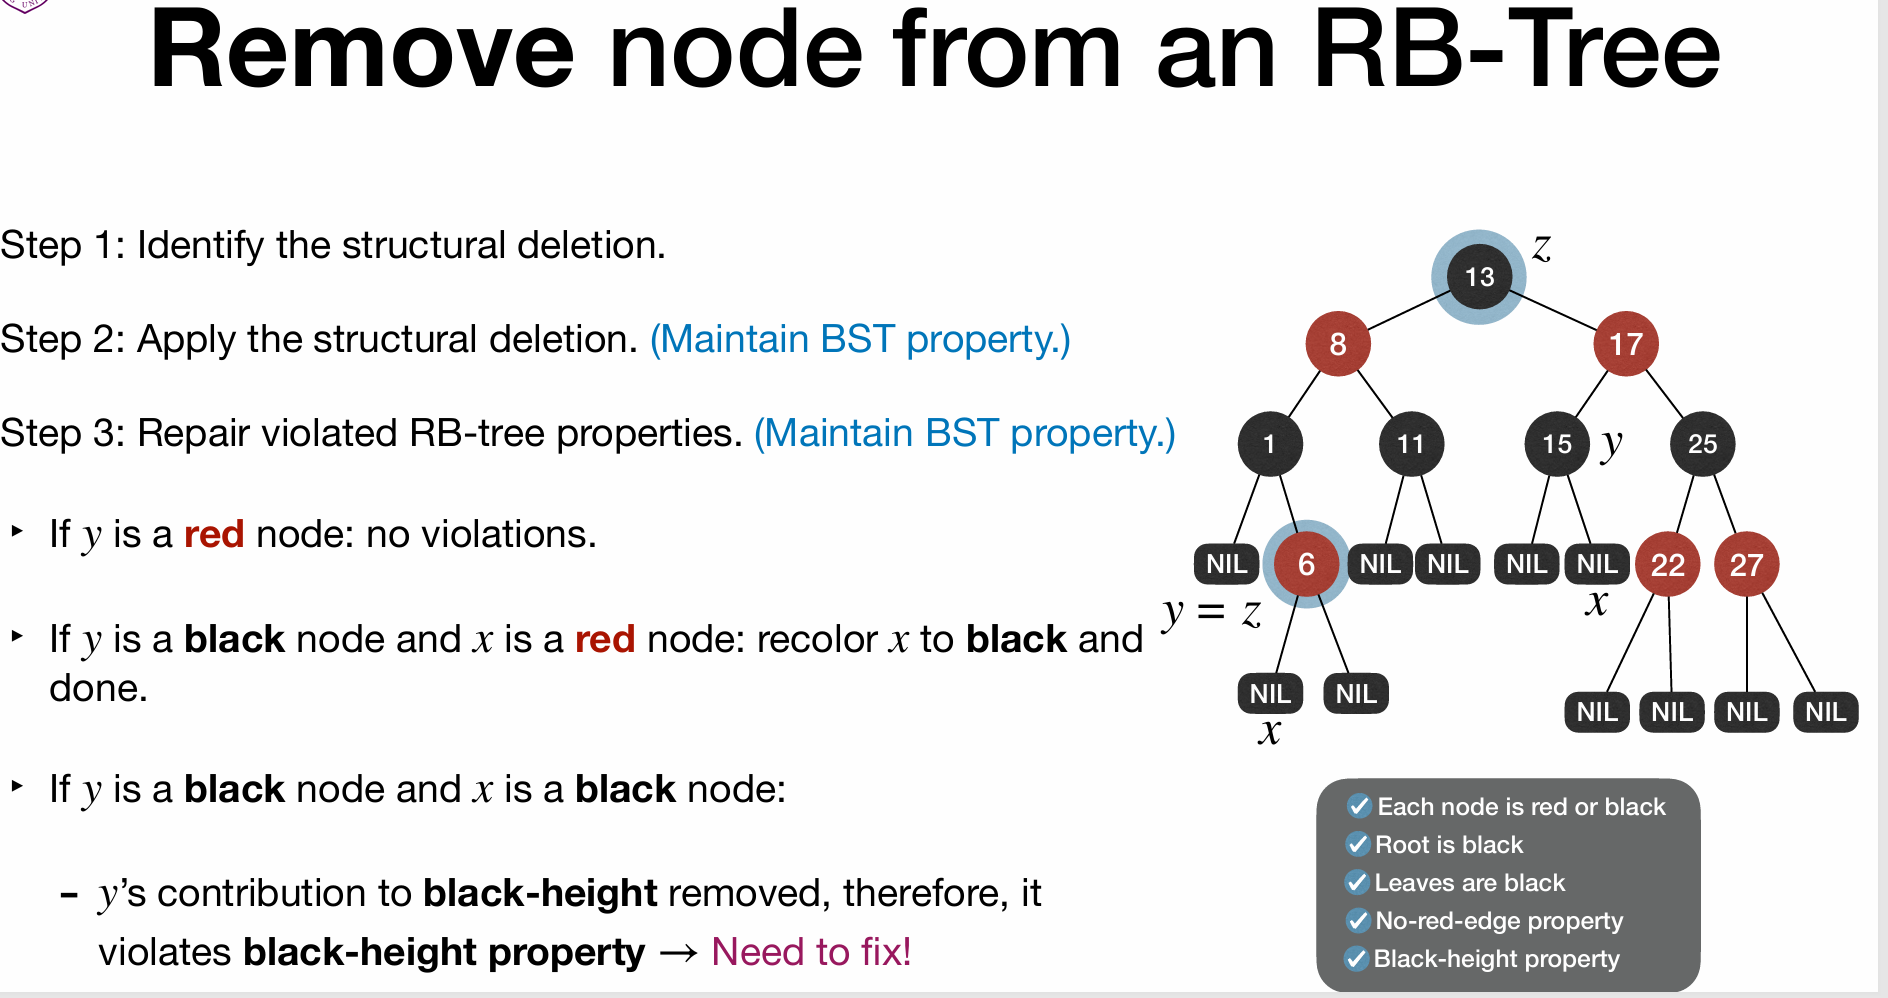 UNI
Remove node from an RB-Tree
Step 1: Identify the structural deletion.
Step 2: Apply the structural deletion. (Maintain BST property.)
Step 3: Repair violated RB-tree properties. (Maintain BST property.)
‣ If y is a red node: no violations.
‣ If y is a black node and x is a red node: recolor x to black and
done.
‣ If y is a black node and x is a black node:
– y’s contribution to black-height removed, therefore, it
violates black-height property → Need to fix!
13 z
8 17
1 11 15 y 25
NIL 6 NIL NIL NIL NIL 22 27
y = z x
NIL NIL
x
NIL NIL NIL NIL
Each node is red or black
Root is black
Leaves are black
No-red-edge property
Black-height property